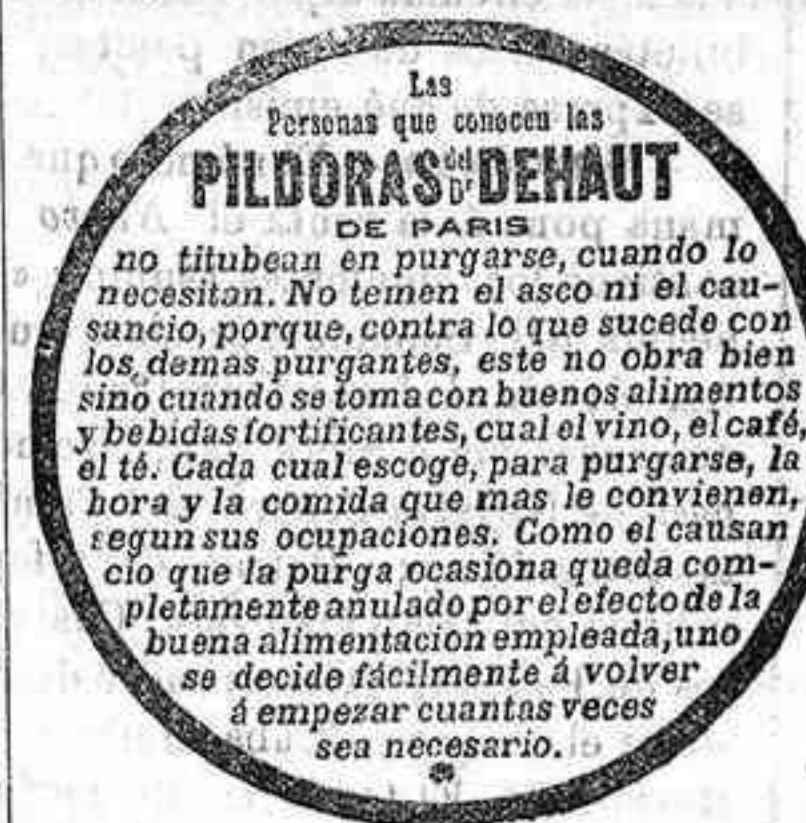 Las
Personas que conocen las
PILDORAS del Dr DEHAUT
DE PARIS
no titubean en purgarse, cuando lo
necesitan. No temen el asco ni el cau-
sancio, porque, contra lo que sucede con
los demas purgantes, este no obra bien
sino cuando se toma con buenos alimentos
y bebidas fortificantes, cual el vino, el café,
el té. Cada cual escoge, para purgarse, la
hora y la comida que mas le convienen,
segun sus ocupaciones. Como el causan
cio que la purga ocasiona queda com-
pletamente anulado por el efecto de la
buena alimentacion empleada, uno
se decide fácilmente á volver
á empezar cuantas veces
sea necesario.